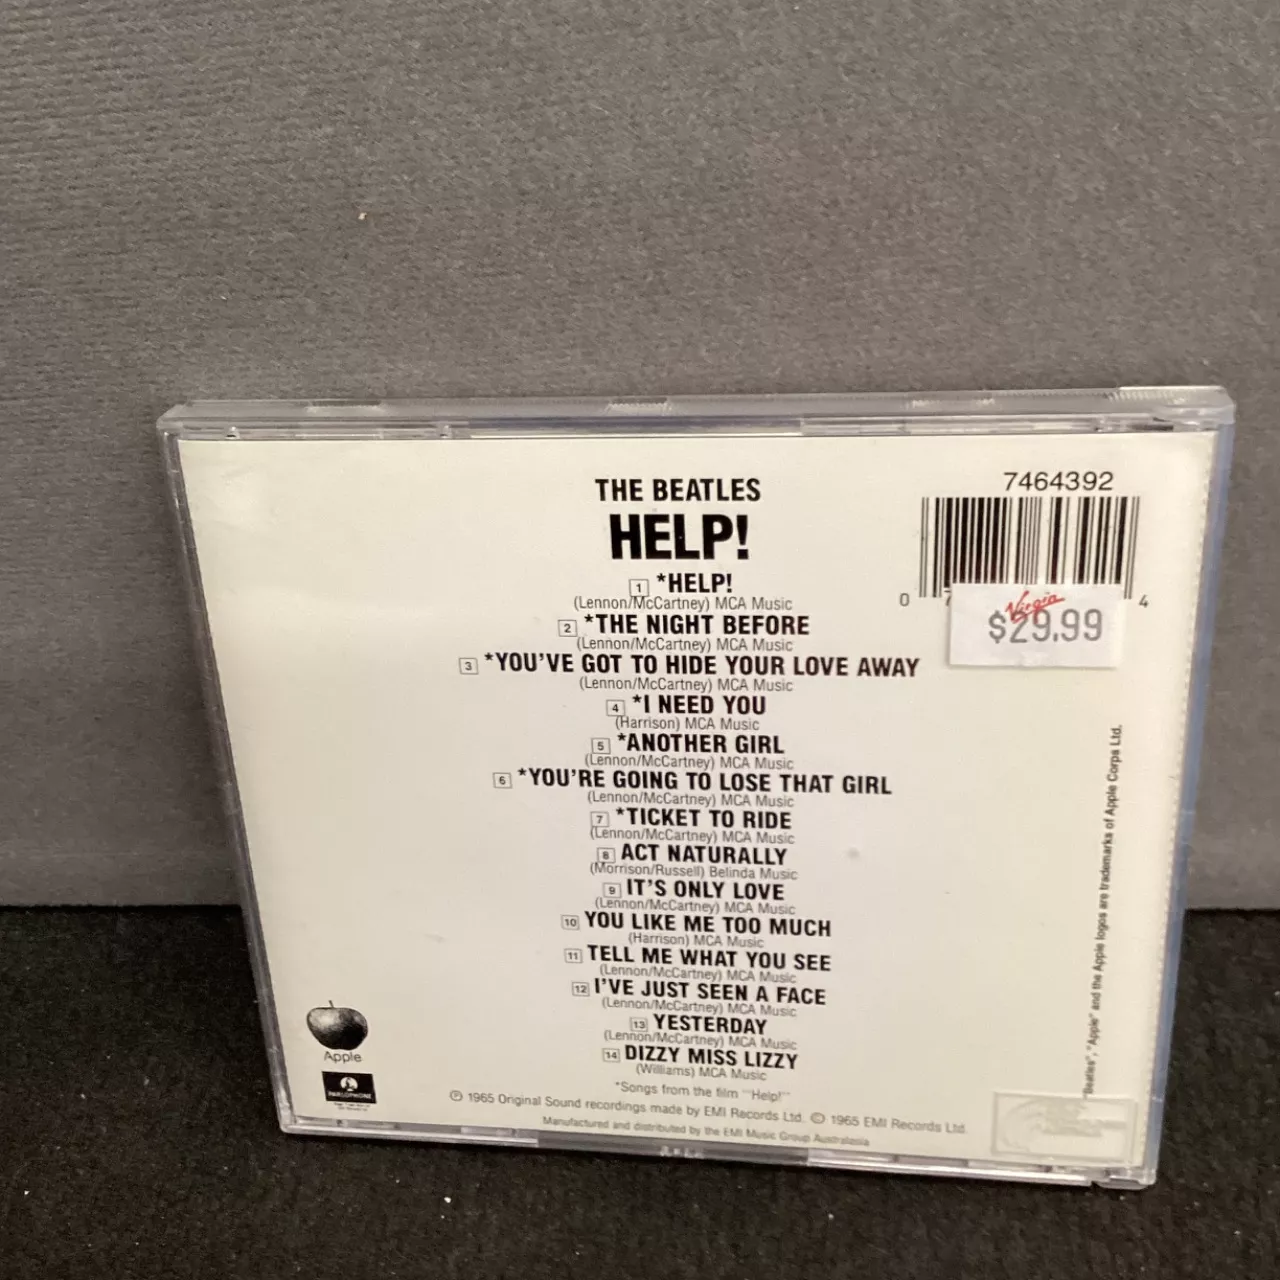 THE BEATLES
HELP!
1 *HELP!
(Lennon/McCartney) MCA Music
2 *THE NIGHT BEFORE
(Lennon/McCartney) MCA Music
3 *YOU'VE GOT TO HIDE YOUR LOVE AWAY
(Lennon/McCartney) MCA Music
4 *I NEED YOU
(Harrison) MCA Music
5 *ANOTHER GIRL
(Lennon/McCartney) MCA Music
6 *YOU'RE GOING TO LOSE THAT GIRL
(Lennon/McCartney) MCA Music
7 *TICKET TO RIDE
(Lennon/McCartney) MCA Music
8 ACT NATURALLY
(Morrison/Russell) Belinda Music
9 IT'S ONLY LOVE
(Lennon/McCartney) MCA Music
10 YOU LIKE ME TOO MUCH
(Harrison) MCA Music
11 TELL ME WHAT YOU SEE
(Lennon/McCartney) MCA Music
12 I'VE JUST SEEN A FACE
(Lennon/McCartney) MCA Music
13 YESTERDAY
(Lennon/McCartney) MCA Music
14 DIZZY MISS LIZZY
(Williams) MCA Music
*Songs from the film "Help!"
℗ 1965 Original Sound recordings made by EMI Records Ltd. © 1965 EMI Records Ltd.
Manufactured and distributed by the EMI Music Group Australasia
7464392
0 7 4
Virgin
$29.99
"Beatles", "Apple" and the Apple logos are trademarks of Apple Corps Ltd.
Apple
PARLOPHONE